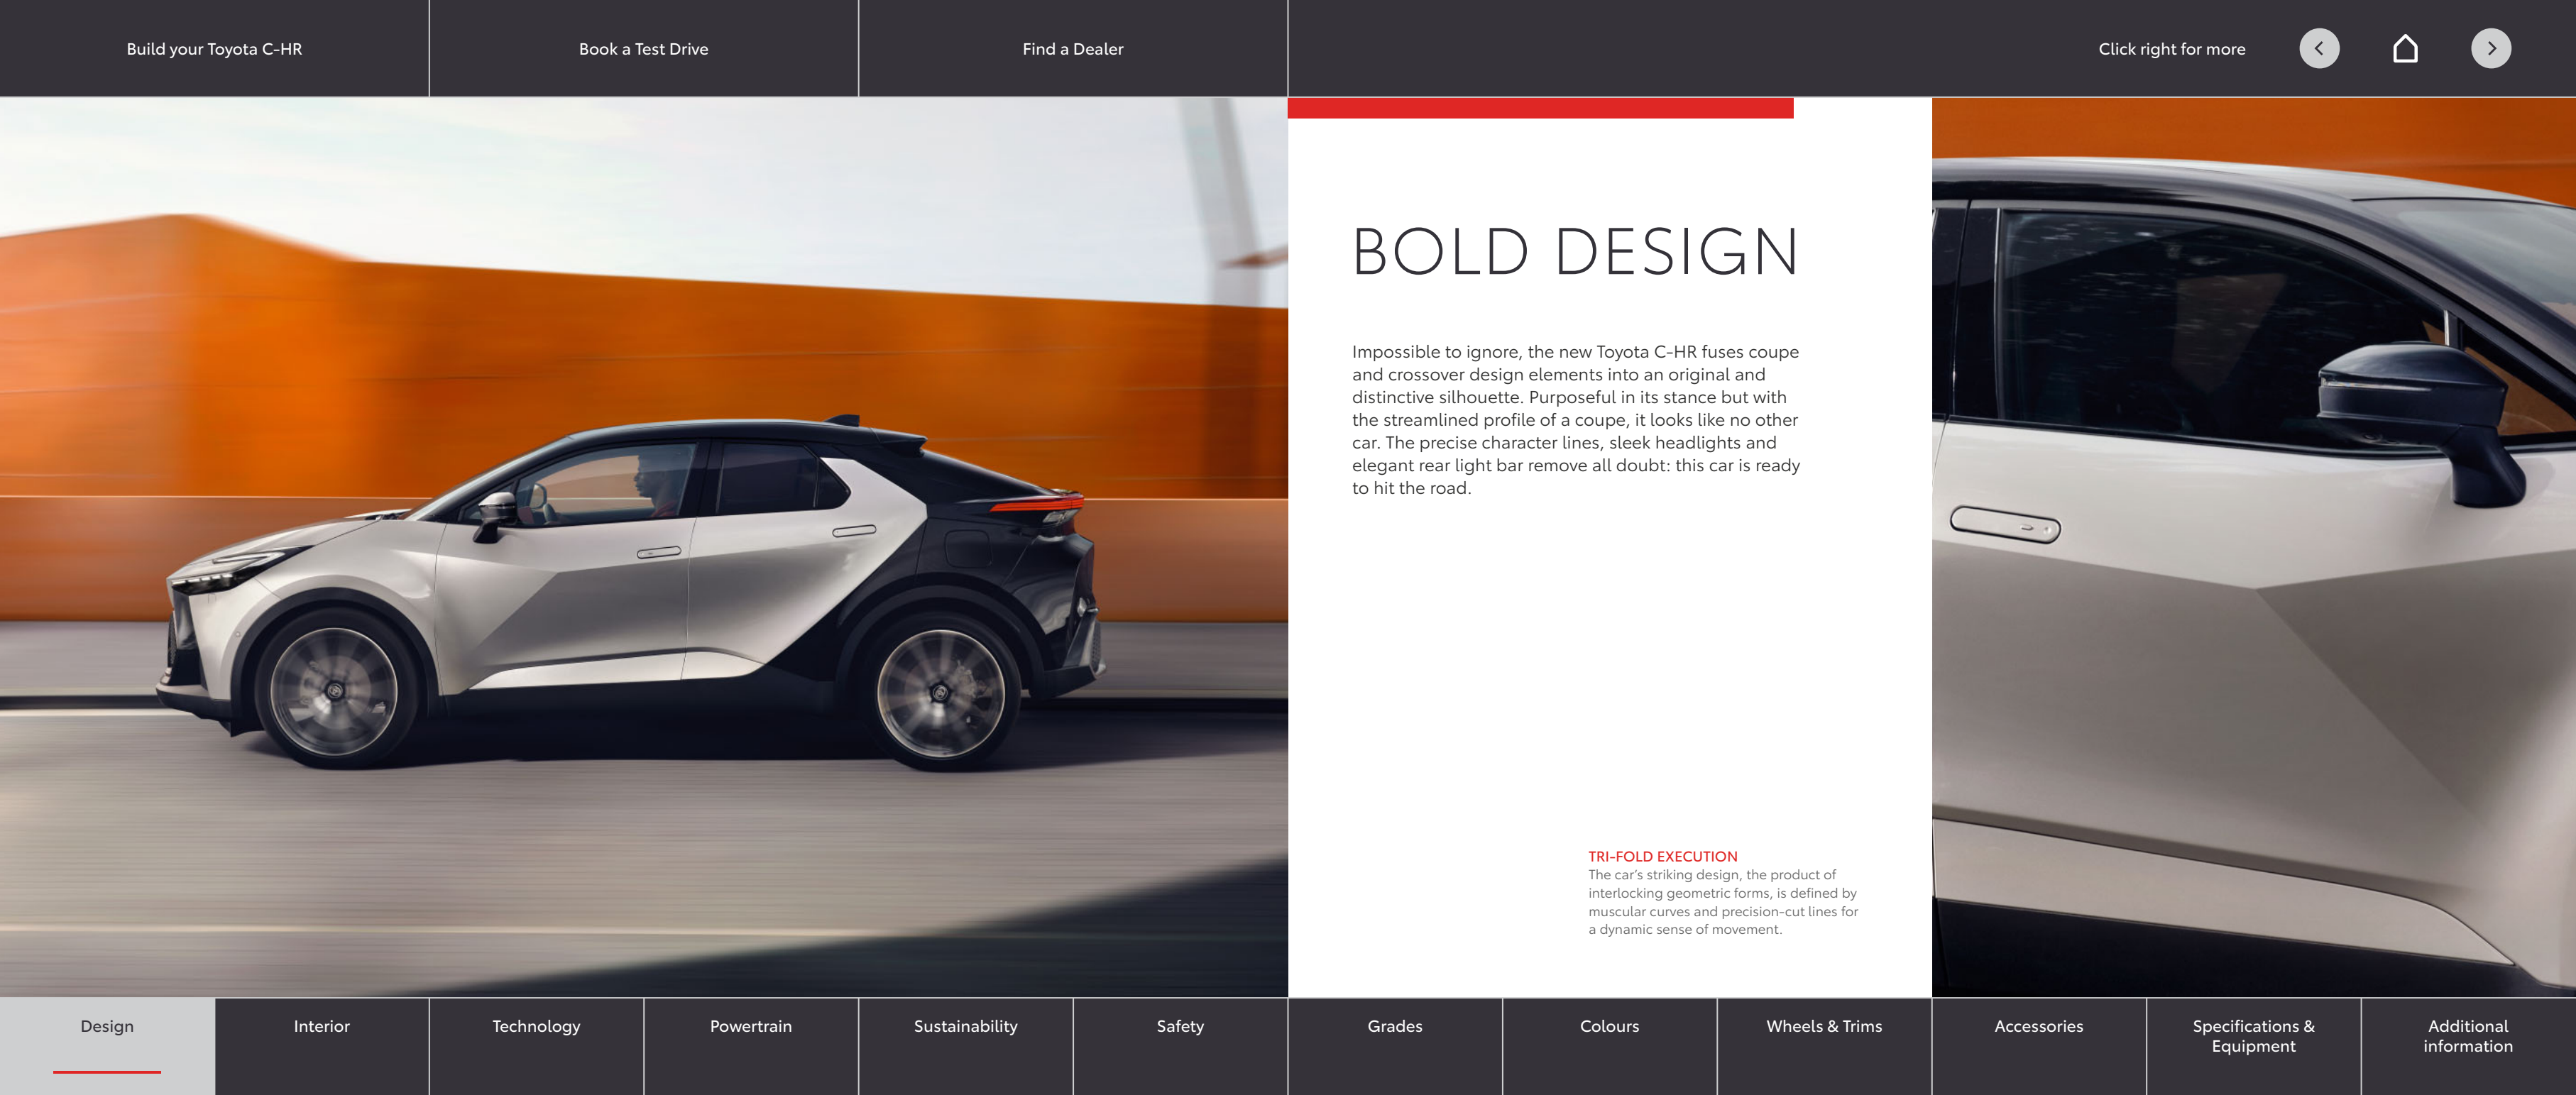 Build your Toyota C-HR
Book a Test Drive
Find a Dealer
Click right for more
BOLD DESIGN
Impossible to ignore, the new Toyota C-HR fuses coupe
and crossover design elements into an original and
distinctive silhouette. Purposeful in its stance but with
the streamlined profile of a coupe, it looks like no other
car. The precise character lines, sleek headlights and
elegant rear light bar remove all doubt: this car is ready
to hit the road.
TRI-FOLD EXECUTION
The car's striking design, the product of
interlocking geometric forms, is defined by
muscular curves and precision-cut lines for
a dynamic sense of movement.
Design
Interior
Technology
Powertrain
Sustainability
Safety
Grades
Colours
Wheels & Trims
Accessories
Specifications &
Equipment
Additional
information